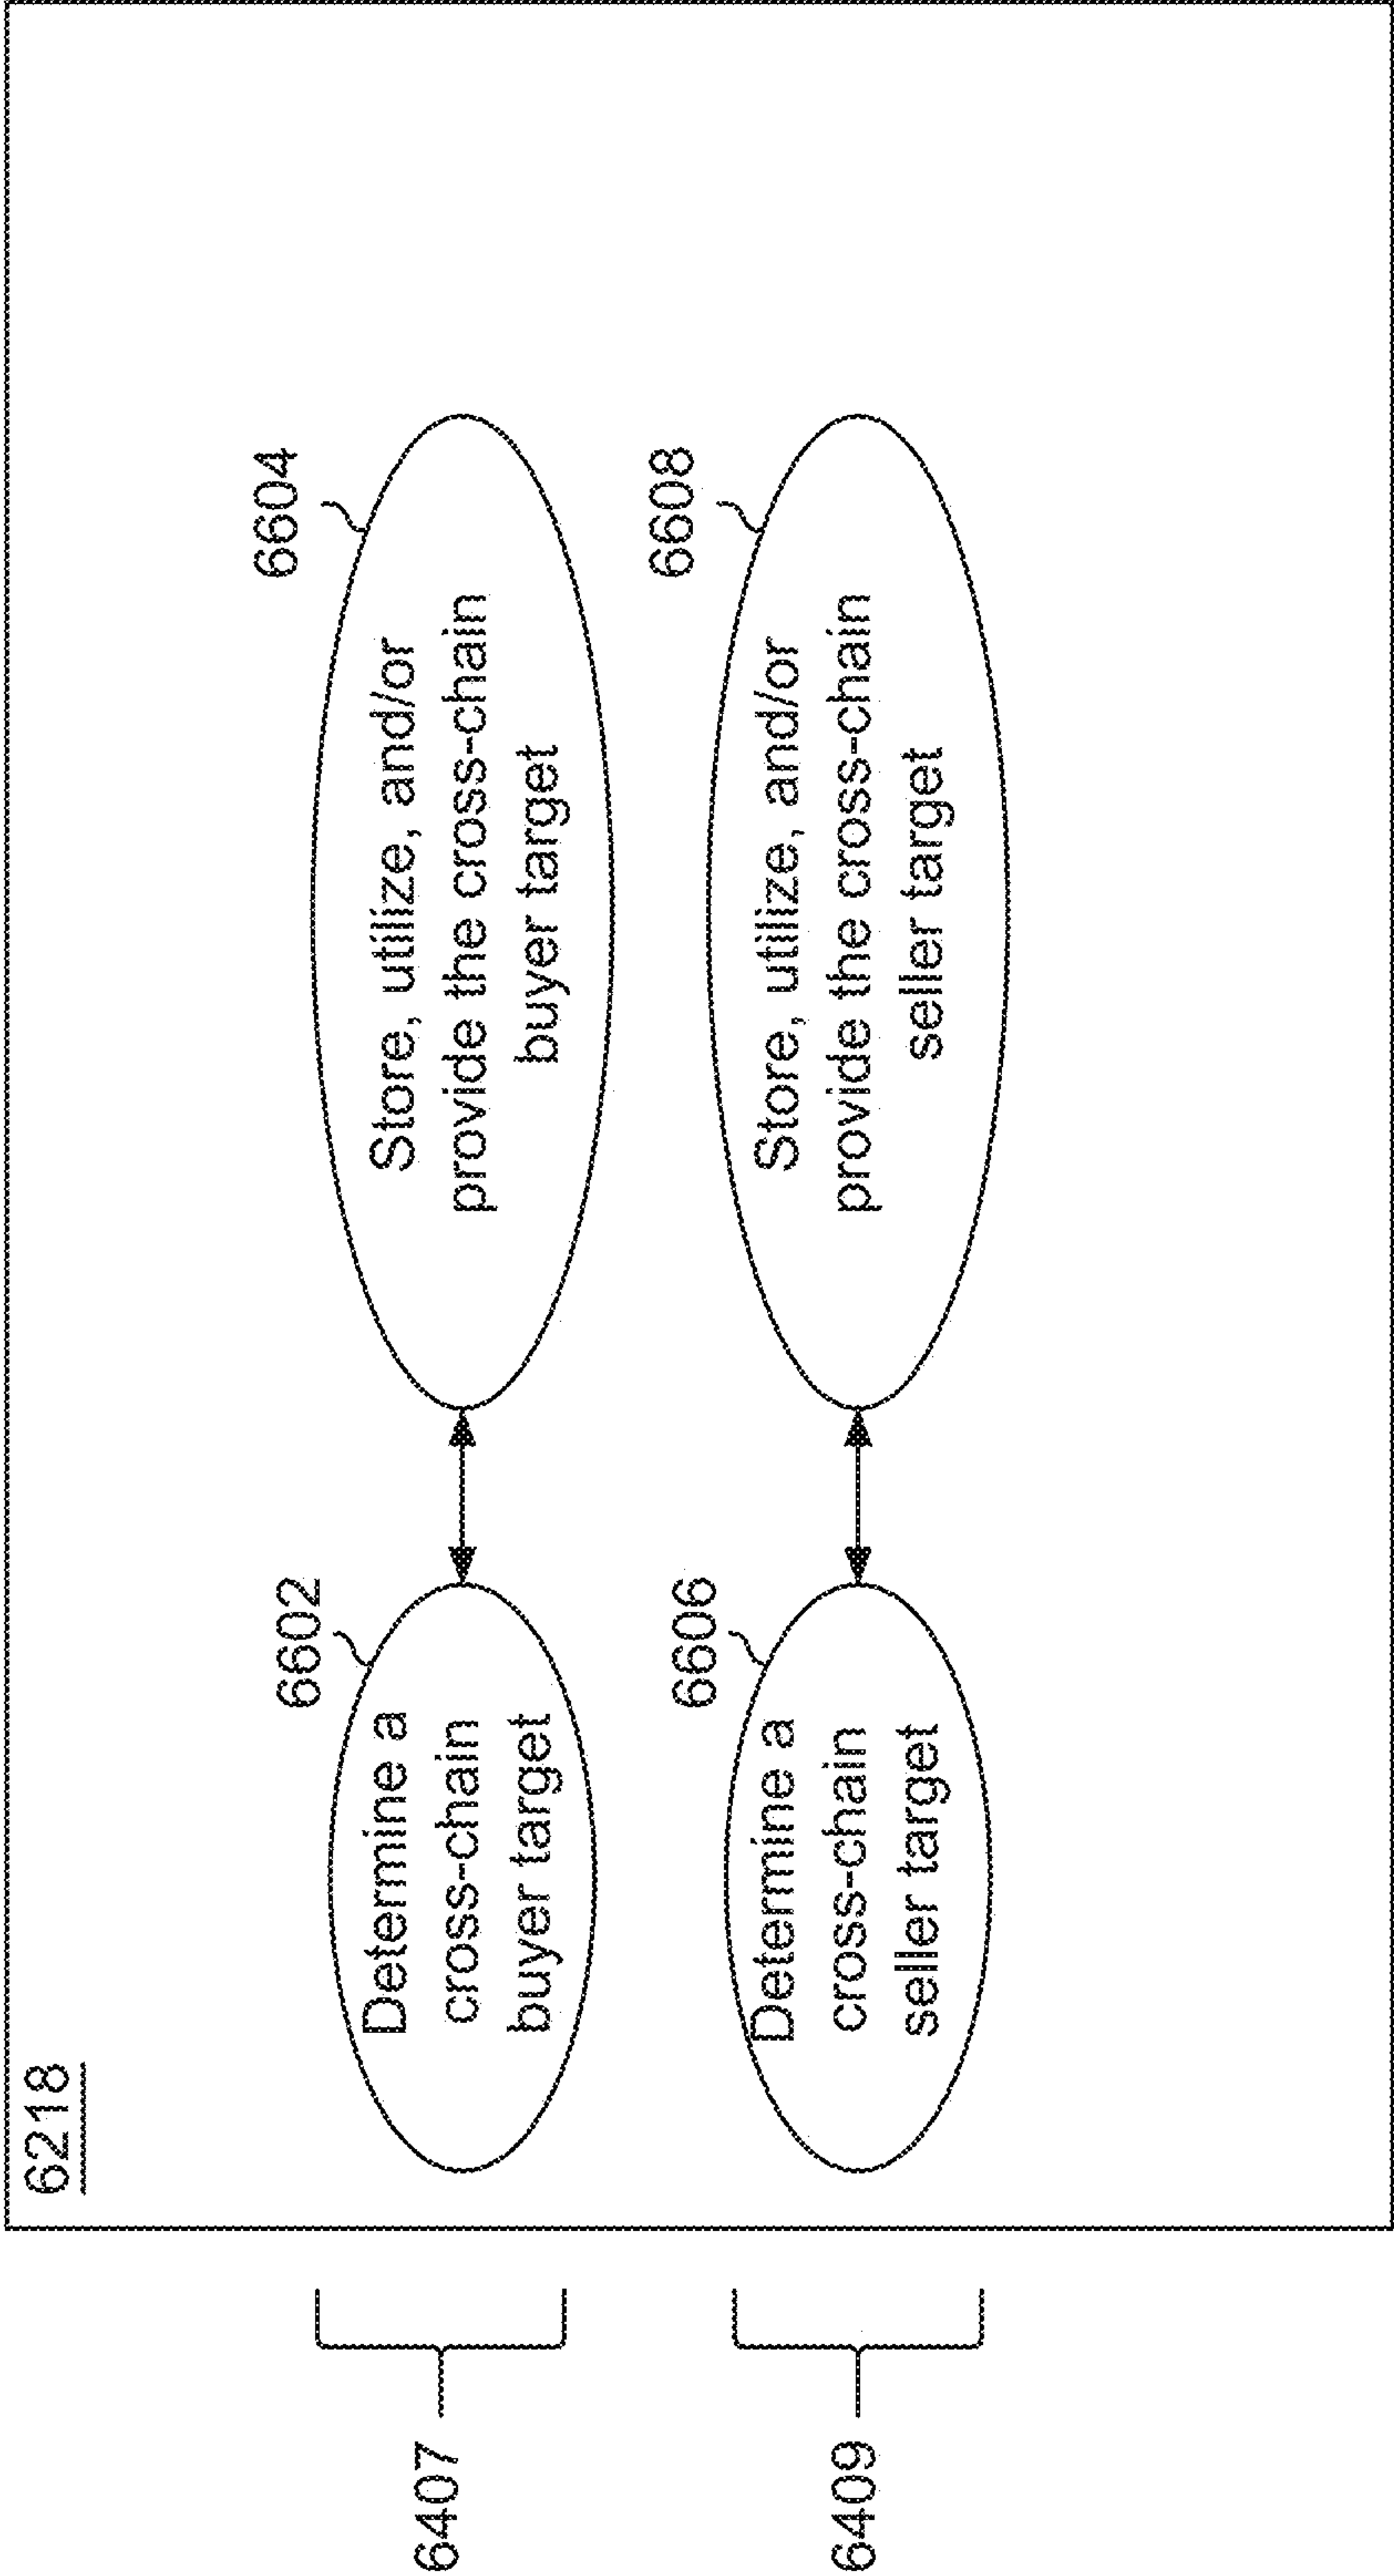 6218
6407
6602
Determine a
cross-chain
buyer target
6604
Store, utilize, and/or
provide the cross-chain
buyer target
6409
6606
Determine a
cross-chain
seller target
6608
Store, utilize, and/or
provide the cross-chain
seller target